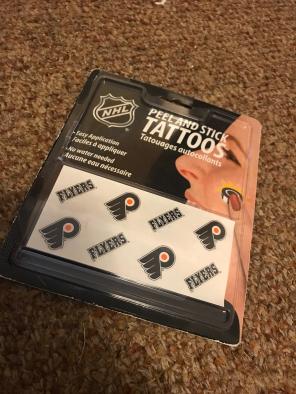 NHL
PEEL AND STICK
TATTOOS
Tatouages autocollants
- Easy Application
Faciles à appliquer
- No water needed
Aucune eau nécessaire
FLYERS
FLYERS
FLYERS
FLYERS